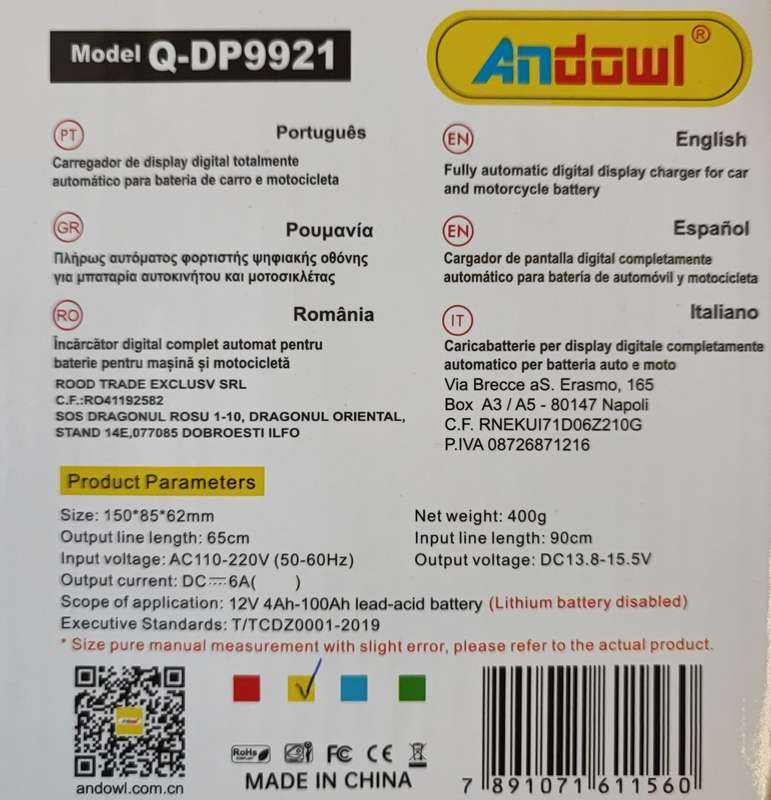 Model Q-DP9921
Andowl®
PT Português
Carregador de display digital totalmente
automático para bateria de carro e motocicleta
EN English
Fully automatic digital display charger for car
and motorcycle battery
GR Ρουμανία
Πλήρως αυτόματος φορτιστής ψηφιακής οθόνης
για μπαταρία αυτοκινήτου και μοτοσικλέτας
EN Español
Cargador de pantalla digital completamente
automático para batería de automóvil y motocicleta
RO România
Încărcător digital complet automat pentru
baterie pentru mașină și motocicletă
ROOD TRADE EXCLUSV SRL
C.F.:RO41192582
SOS DRAGONUL ROSU 1-10, DRAGONUL ORIENTAL,
STAND 14E,077085 DOBROESTI ILFO
IT Italiano
Caricabatterie per display digitale completamente
automatico per batteria auto e moto
Via Brecce aS. Erasmo, 165
Box A3 / A5 - 80147 Napoli
C.F. RNEKUI71D06Z210G
P.IVA 08726871216
Product Parameters
Size: 150*85*62mm
Net weight: 400g
Output line length: 65cm
Input line length: 90cm
Input voltage: AC110-220V (50-60Hz)
Output voltage: DC13.8-15.5V
Output current: DC⎓6A( )
Scope of application: 12V 4Ah-100Ah lead-acid battery (Lithium battery disabled)
Executive Standards: T/TCDZ0001-2019
* Size pure manual measurement with slight error, please refer to the actual product.
Andowl
andowl.com.cn
RoHS
FC CE
MADE IN CHINA
7 891071 611560